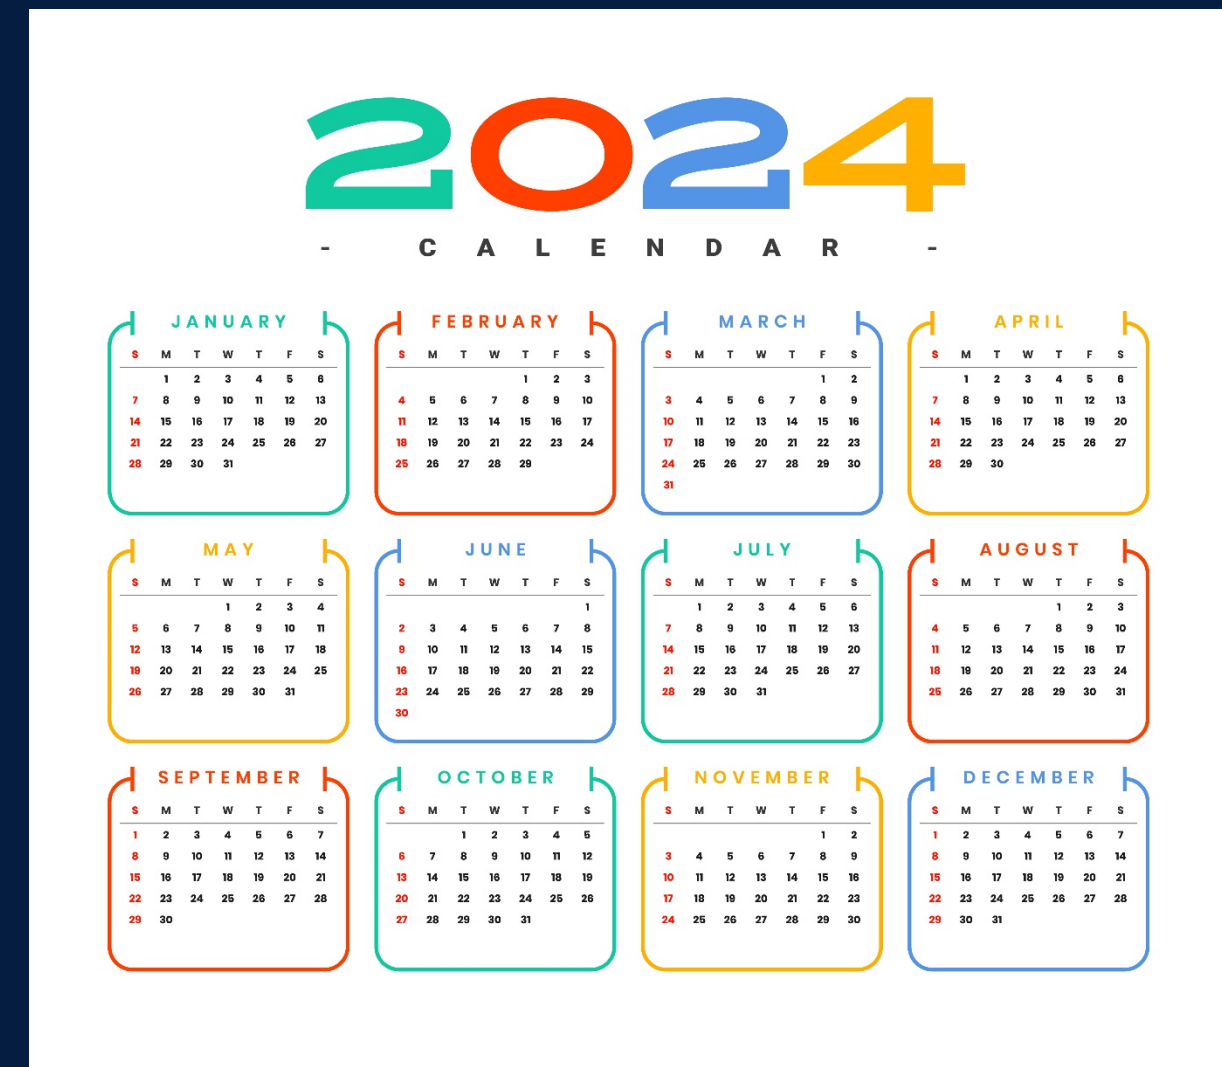 2024
- CALENDAR -
JANUARY
S M T W T F S
1 2 3 4 5 6
7 8 9 10 11 12 13
14 15 16 17 18 19 20
21 22 23 24 25 26 27
28 29 30 31
FEBRUARY
S M T W T F S
1 2 3
4 5 6 7 8 9 10
11 12 13 14 15 16 17
18 19 20 21 22 23 24
25 26 27 28 29
MARCH
S M T W T F S
1 2
3 4 5 6 7 8 9
10 11 12 13 14 15 16
17 18 19 20 21 22 23
24 25 26 27 28 29 30
31
APRIL
S M T W T F S
1 2 3 4 5 6
7 8 9 10 11 12 13
14 15 16 17 18 19 20
21 22 23 24 25 26 27
28 29 30
MAY
S M T W T F S
1 2 3 4
5 6 7 8 9 10 11
12 13 14 15 16 17 18
19 20 21 22 23 24 25
26 27 28 29 30 31
JUNE
S M T W T F S
1
2 3 4 5 6 7 8
9 10 11 12 13 14 15
16 17 18 19 20 21 22
23 24 25 26 27 28 29
30
JULY
S M T W T F S
1 2 3 4 5 6
7 8 9 10 11 12 13
14 15 16 17 18 19 20
21 22 23 24 25 26 27
28 29 30 31
AUGUST
S M T W T F S
1 2 3
4 5 6 7 8 9 10
11 12 13 14 15 16 17
18 19 20 21 22 23 24
25 26 27 28 29 30 31
SEPTEMBER
S M T W T F S
1 2 3 4 5 6 7
8 9 10 11 12 13 14
15 16 17 18 19 20 21
22 23 24 25 26 27 28
29 30
OCTOBER
S M T W T F S
1 2 3 4 5
6 7 8 9 10 11 12
13 14 15 16 17 18 19
20 21 22 23 24 25 26
27 28 29 30 31
NOVEMBER
S M T W T F S
1 2
3 4 5 6 7 8 9
10 11 12 13 14 15 16
17 18 19 20 21 22 23
24 25 26 27 28 29 30
DECEMBER
S M T W T F S
1 2 3 4 5 6 7
8 9 10 11 12 13 14
15 16 17 18 19 20 21
22 23 24 25 26 27 28
29 30 31